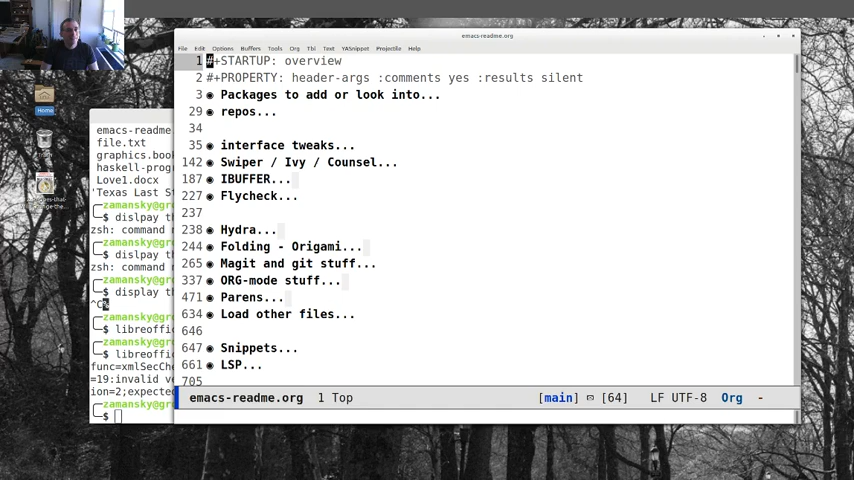 emacs-readme.org
File Edit Options Buffers Tools Org Tbl Text YASnippet Projectile Help
1 #+STARTUP: overview
2 #+PROPERTY: header-args :comments yes :results silent
3 ◉ Packages to add or look into...
29 ◉ repos...
34
35 ◉ interface tweaks...
142 ◉ Swiper / Ivy / Counsel...
187 ◉ IBUFFER...
227 ◉ Flycheck...
237
238 ◉ Hydra...
244 ◉ Folding - Origami...
265 ◉ Magit and git stuff...
337 ◉ ORG-mode stuff...
471 ◉ Parens...
634 ◉ Load other files...
646
647 ◉ Snippets...
661 ◉ LSP...
705
emacs-readme.org 1 Top [main] [64] LF UTF-8 Org -
Home
emacs-readme
file.txt
graphics.boo
haskell-prog
Love1.docx
'Texas Last St
zamansky@gr
$ dislpay th
zsh: command n
zamansky@gr
$ dislpay th
zsh: command n
zamansky@gr
$ display th
^C%
zamansky@gr
$ libreoffic
zamansky@gr
$ libreoffic
func=xmlSecChe
=19:invalid ve
ion=2;expected
zamansky@gr
$